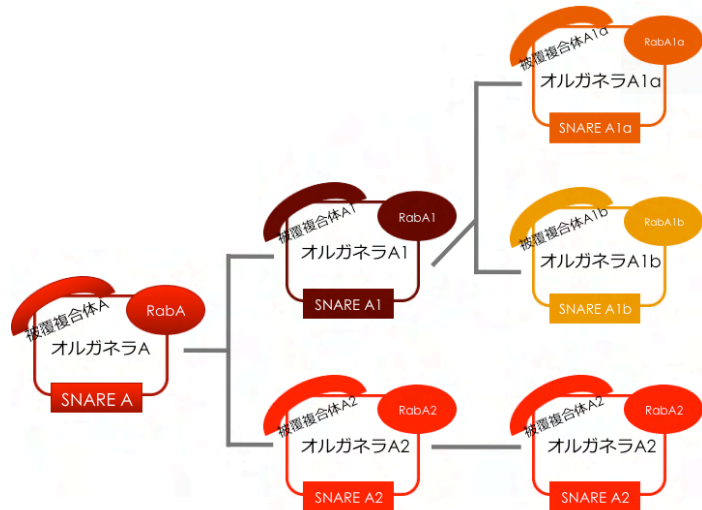 被覆複合体A1a
RabA1a
オルガネラA1a
SNARE A1a
被覆複合体A1
RabA1
オルガネラA1
SNARE A1
被覆複合体A1b
RabA1b
オルガネラA1b
SNARE A1b
被覆複合体A
RabA
オルガネラA
SNARE A
被覆複合体A2
RabA2
オルガネラA2
SNARE A2
被覆複合体A2
RabA2
オルガネラA2
SNARE A2